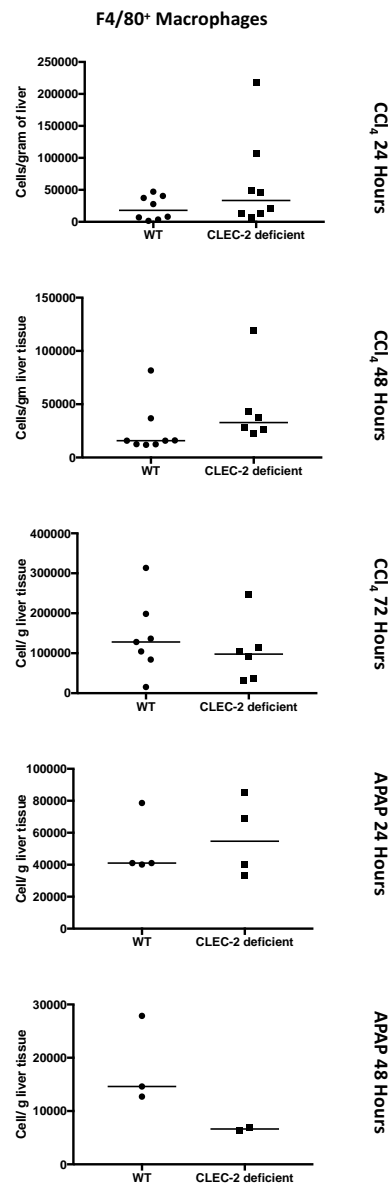 F4/80⁺ Macrophages
250000
200000
150000
100000
50000
0
Cells/gram of liver
WT
CLEC-2 deficient
CCl₄ 24 Hours
150000
100000
50000
0
Cells/gm liver tissue
WT
CLEC-2 deficient
CCl₄ 48 Hours
400000
300000
200000
100000
0
Cell/ g liver tissue
WT
CLEC-2 deficient
CCl₄ 72 Hours
100000
80000
60000
40000
20000
0
Cell/ g liver tissue
WT
CLEC-2 deficient
APAP 24 Hours
30000
20000
10000
0
Cell/ g liver tissue
WT
CLEC-2 deficient
APAP 48 Hours